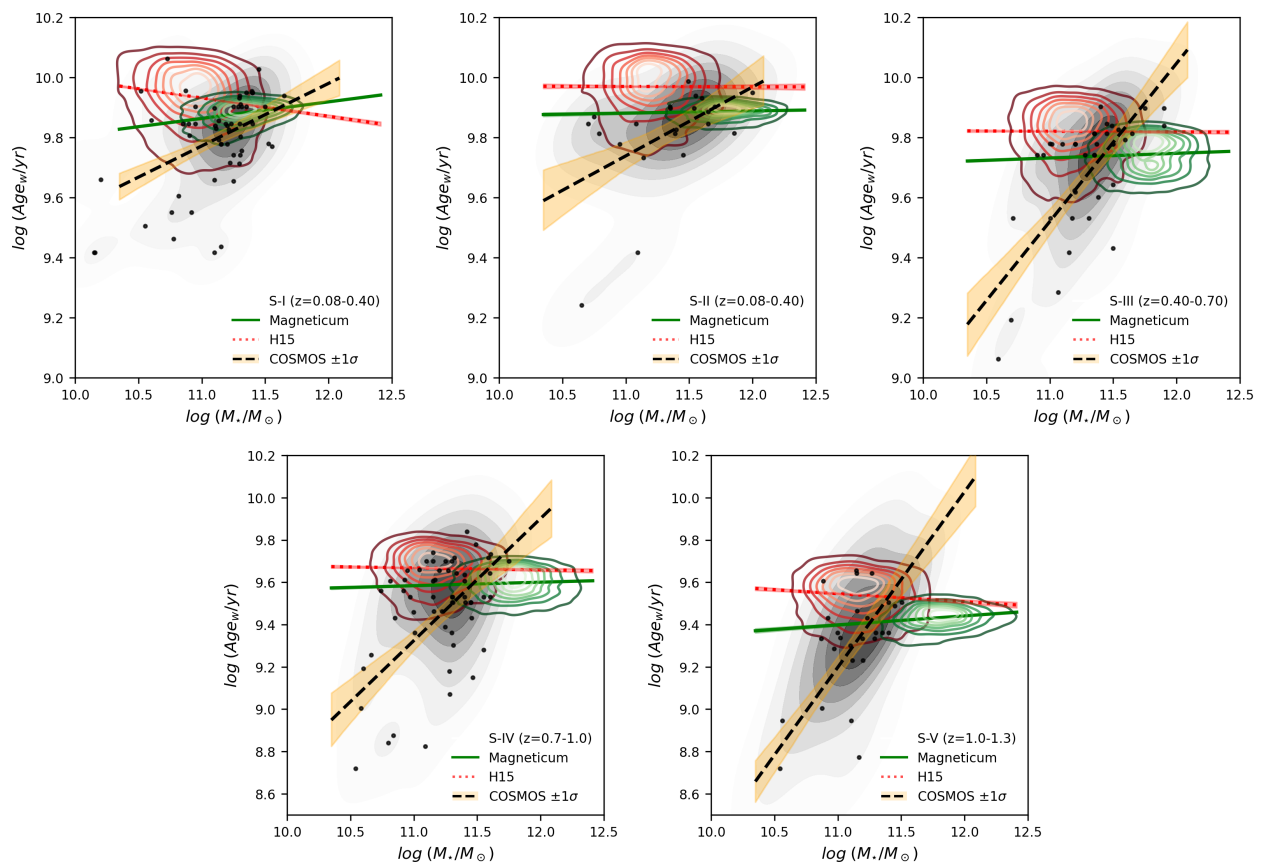 10.2
10.0
9.8
9.6
9.4
9.2
9.0
log (Age_w/yr)
S-I (z=0.08-0.40)
Magneticum
H15
COSMOS ±1σ
10.0 10.5 11.0 11.5 12.0 12.5
log (M⋆/M⊙)
10.2
10.0
9.8
9.6
9.4
9.2
9.0
log (Age_w/yr)
S-II (z=0.08-0.40)
Magneticum
H15
COSMOS ±1σ
10.0 10.5 11.0 11.5 12.0 12.5
log (M⋆/M⊙)
10.2
10.0
9.8
9.6
9.4
9.2
9.0
log (Age_w/yr)
S-III (z=0.40-0.70)
Magneticum
H15
COSMOS ±1σ
10.0 10.5 11.0 11.5 12.0 12.5
log (M⋆/M⊙)
10.2
10.0
9.8
9.6
9.4
9.2
9.0
8.8
8.6
log (Age_w/yr)
S-IV (z=0.7-1.0)
Magneticum
H15
COSMOS ±1σ
10.0 10.5 11.0 11.5 12.0 12.5
log (M⋆/M⊙)
10.2
10.0
9.8
9.6
9.4
9.2
9.0
8.8
8.6
log (Age_w/yr)
S-V (z=1.0-1.3)
Magneticum
H15
COSMOS ±1σ
10.0 10.5 11.0 11.5 12.0 12.5
log (M⋆/M⊙)